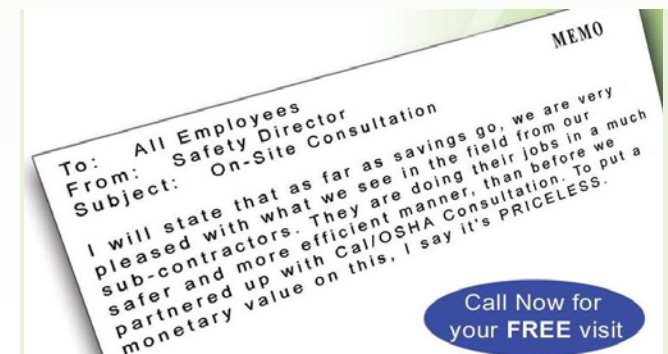 MEMO
To: All Employees
From: Safety Director
Subject: On-Site Consultation
I will state that as far as savings go, we are very
pleased with what we see in the field from our
sub-contractors. They are doing their jobs in a much
safer and more efficient manner, than before we
partnered up with Cal/OSHA Consultation. To put a
monetary value on this, I say it's PRICELESS.
Call Now for
your FREE visit